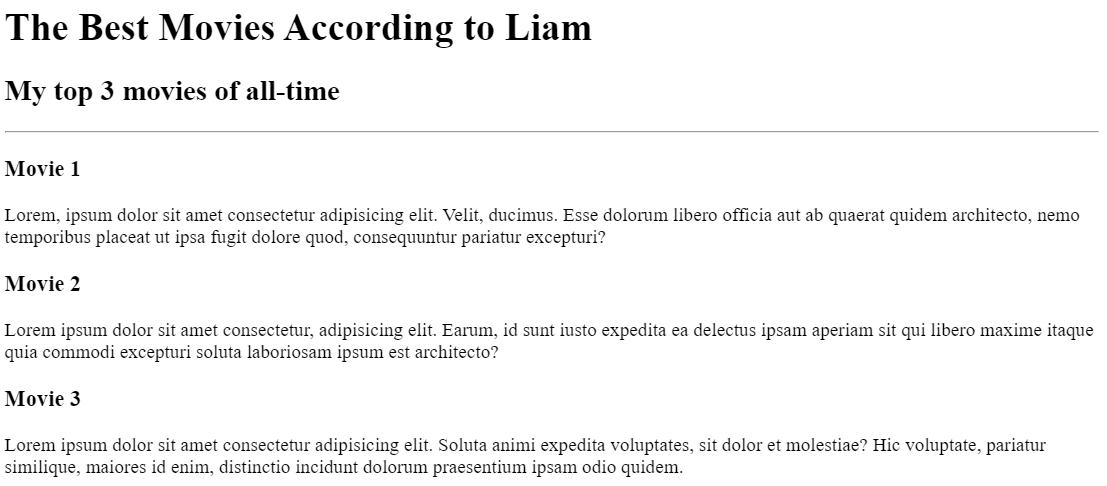 The Best Movies According to Liam
My top 3 movies of all-time
Movie 1
Lorem, ipsum dolor sit amet consectetur adipisicing elit. Velit, ducimus. Esse dolorum libero officia aut ab quaerat quidem architecto, nemo
temporibus placeat ut ipsa fugit dolore quod, consequuntur pariatur excepturi?
Movie 2
Lorem ipsum dolor sit amet consectetur, adipisicing elit. Earum, id sunt iusto expedita ea delectus ipsam aperiam sit qui libero maxime itaque
quia commodi excepturi soluta laboriosam ipsum est architecto?
Movie 3
Lorem ipsum dolor sit amet consectetur adipisicing elit. Soluta animi expedita voluptates, sit dolor et molestiae? Hic voluptate, pariatur
similique, maiores id enim, distinctio incidunt dolorum praesentium ipsam odio quidem.